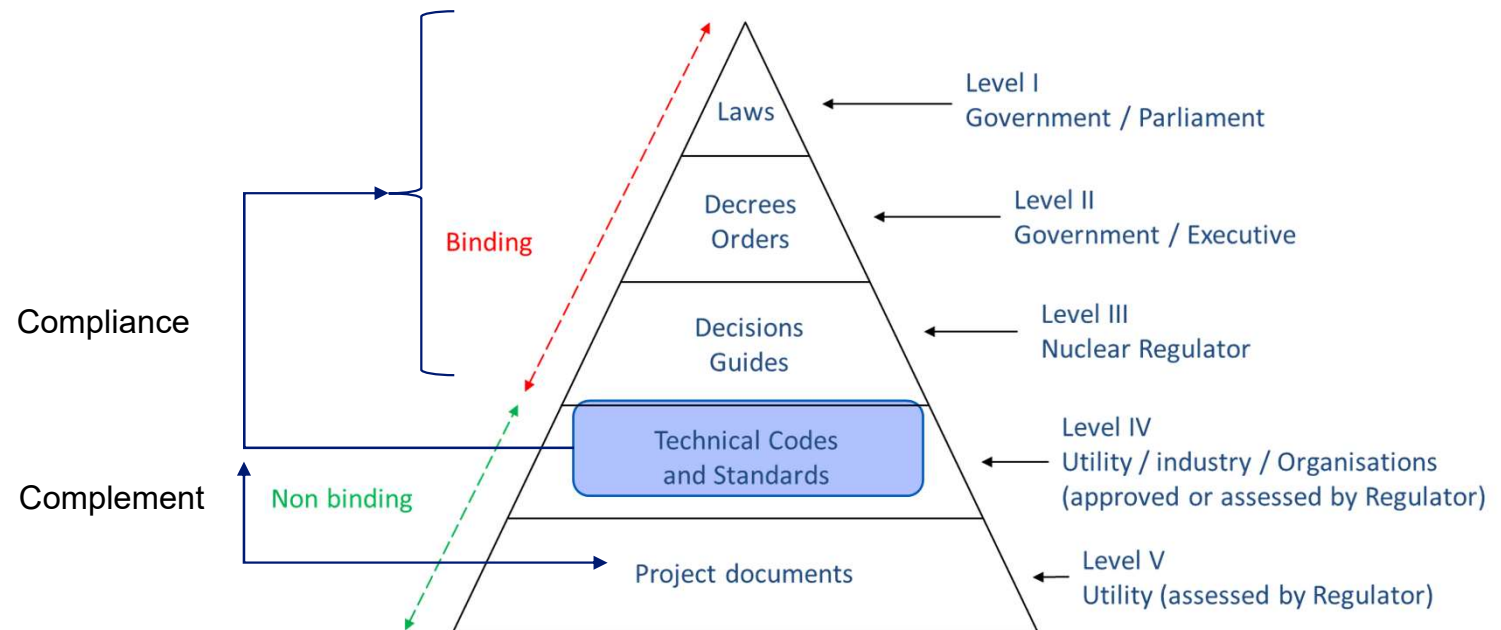 Laws
Level I
Government / Parliament
Decrees
Orders
Level II
Government / Executive
Binding
Compliance
Decisions
Guides
Level III
Nuclear Regulator
Technical Codes
and Standards
Level IV
Utility / industry / Organisations
(approved or assessed by Regulator)
Complement
Non binding
Project documents
Level V
Utility (assessed by Regulator)